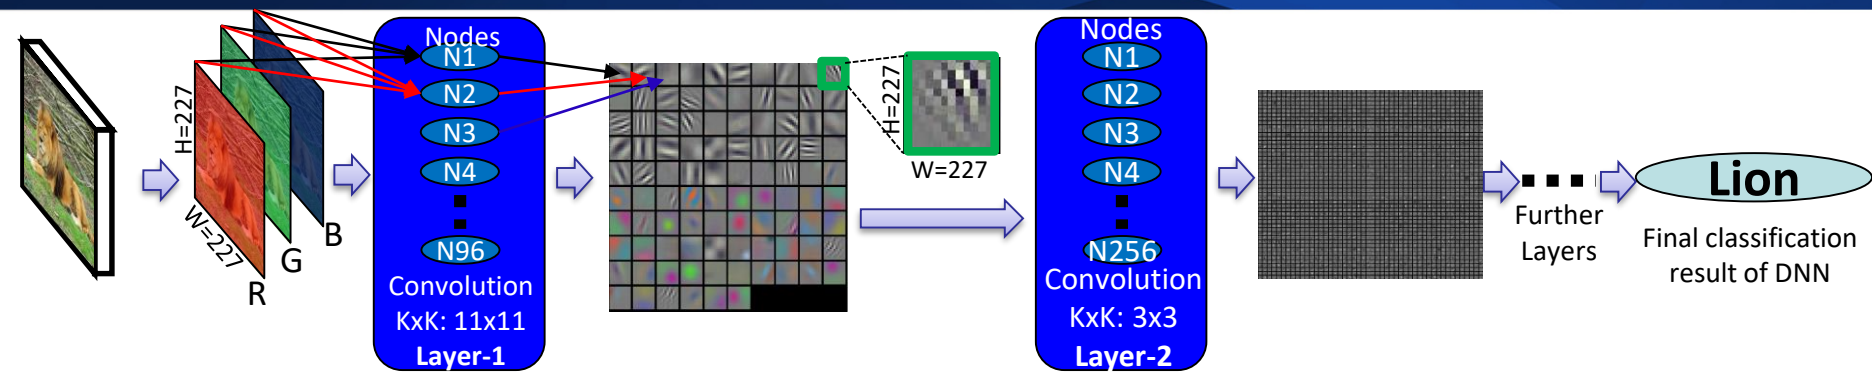 H=227
W=227
R
G
B
Nodes
N1
N2
N3
N4
N96
Convolution
KxK: 11x11
Layer-1
H=227
W=227
Nodes
N1
N2
N3
N4
N256
Convolution
KxK: 3x3
Layer-2
Further
Layers
Lion
Final classification
result of DNN